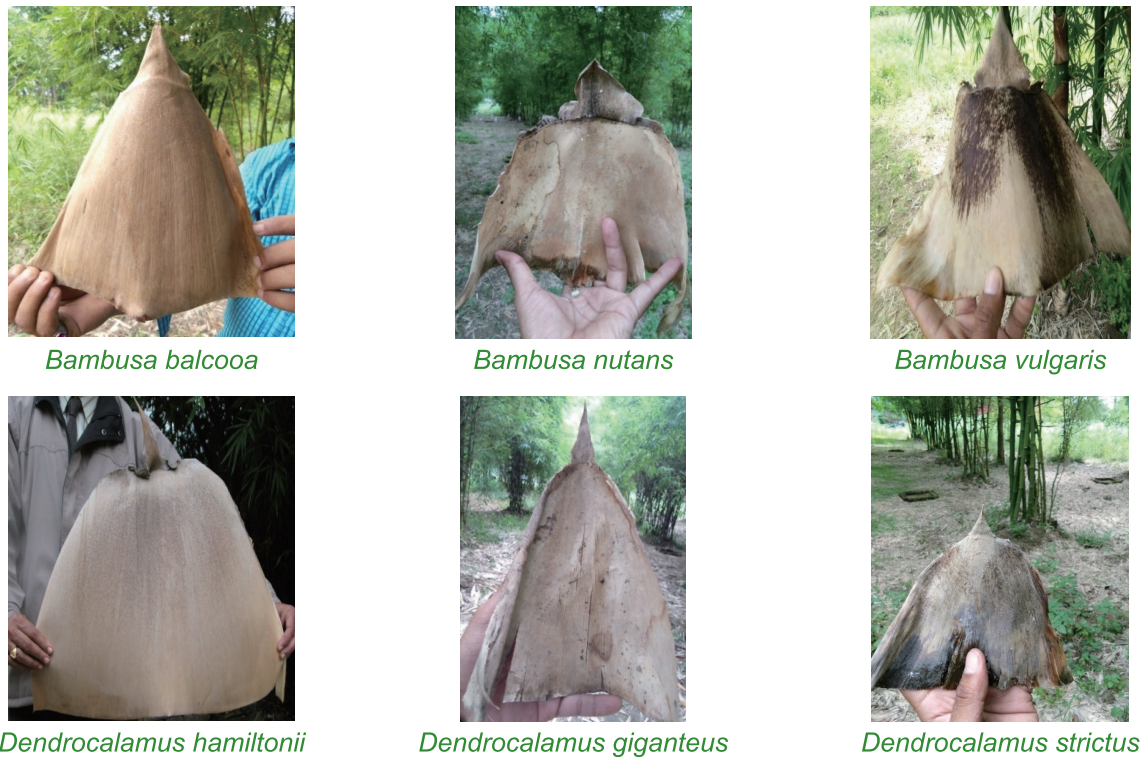 Bambusa balcooa
Bambusa nutans
Bambusa vulgaris
Dendrocalamus hamiltonii
Dendrocalamus giganteus
Dendrocalamus strictus